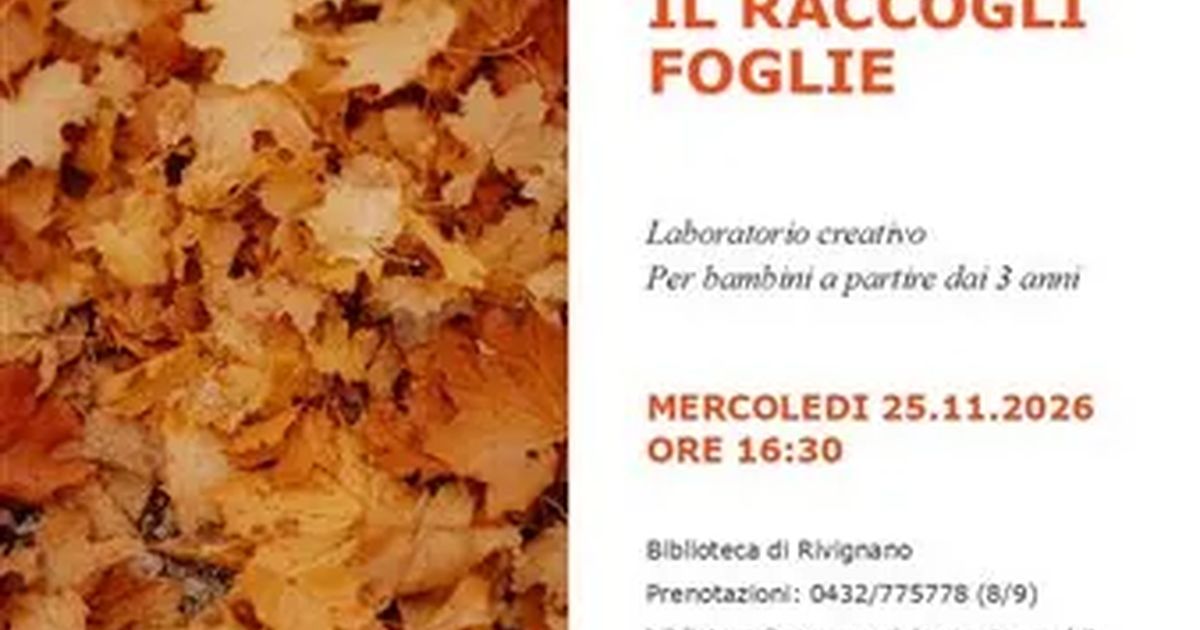 IL RACCOGLI
FOGLIE
Laboratorio creativo
Per bambini a partire dai 3 anni
MERCOLEDI 25.11.2026
ORE 16:30
Biblioteca di Rivignano
Prenotazioni: 0432/775778 (8/9)